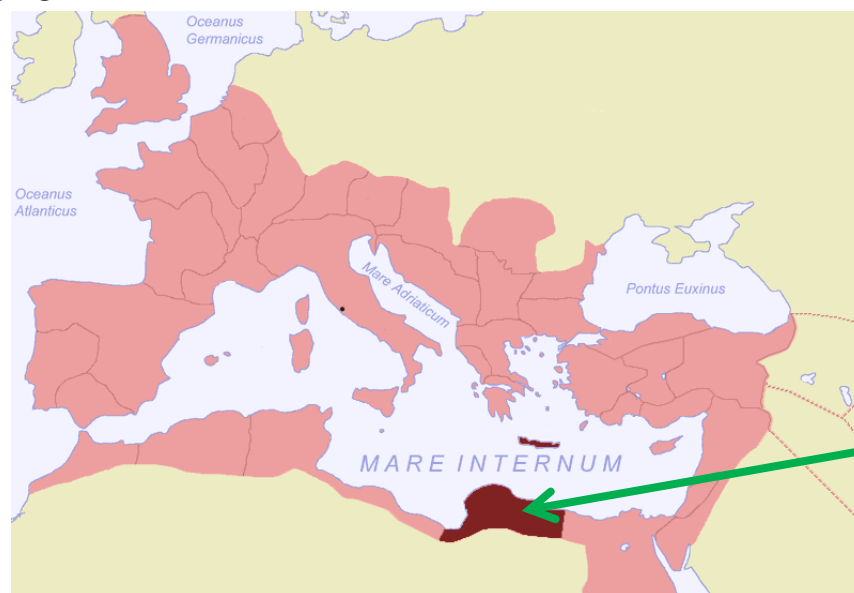 Oceanus
Germanicus
Oceanus
Atlanticus
Mare Adriaticum
Pontus Euxinus
MARE INTERNUM